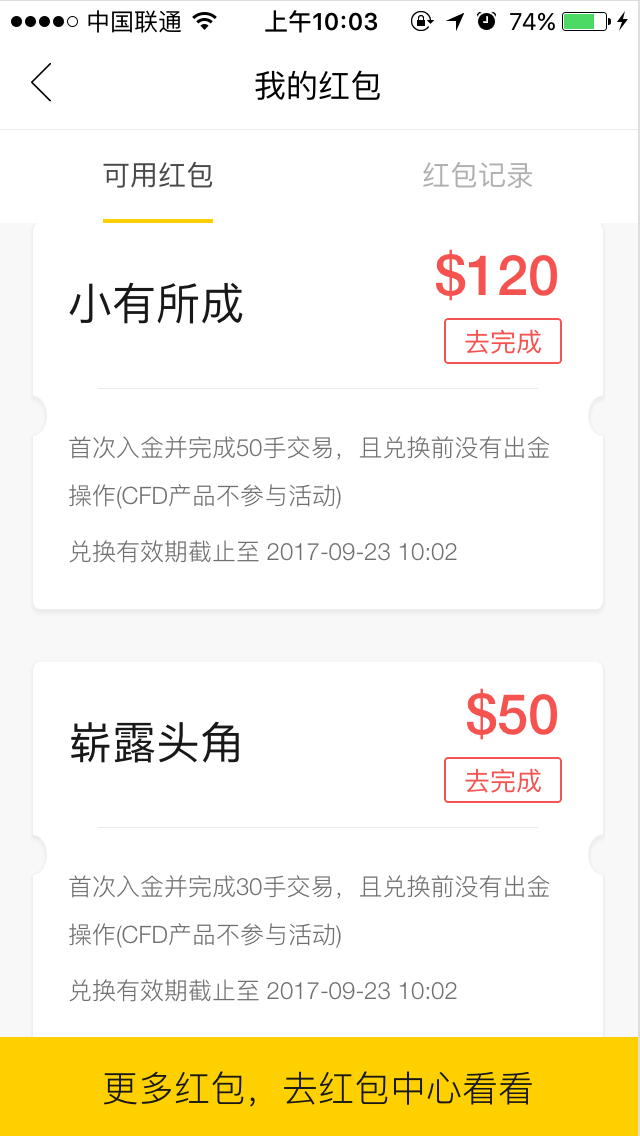 中国联通 上午10:03 74%
我的红包
可用红包 红包记录
小有所成 $120
去完成
首次入金并完成50手交易，且兑换前没有出金
操作(CFD产品不参与活动)
兑换有效期截止至 2017-09-23 10:02
崭露头角 $50
去完成
首次入金并完成30手交易，且兑换前没有出金
操作(CFD产品不参与活动)
兑换有效期截止至 2017-09-23 10:02
更多红包，去红包中心看看